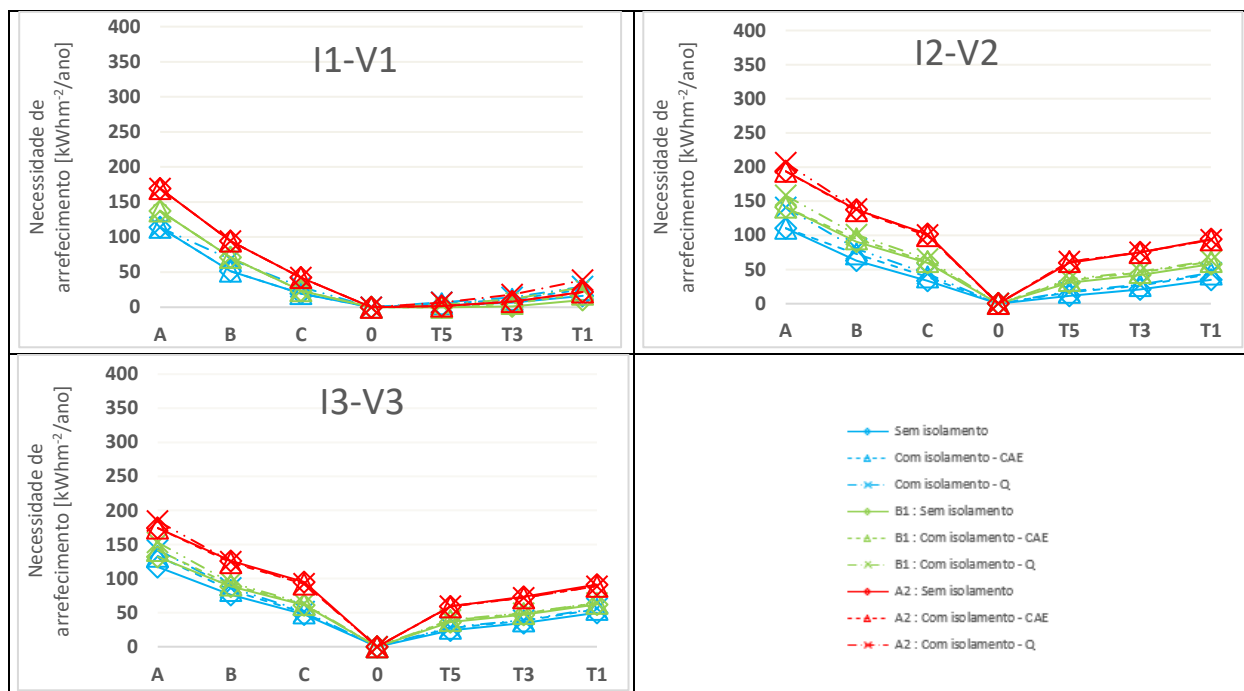 I1-V1
Necessidade de
arrefecimento [kWhm⁻²/ano]
400
350
300
250
200
150
100
50
0
A B C 0 T5 T3 T1
I2-V2
Necessidade de
arrefecimento [kWhm⁻²/ano]
400
350
300
250
200
150
100
50
0
A B C 0 T5 T3 T1
I3-V3
Necessidade de
arrefecimento [kWhm⁻²/ano]
400
350
300
250
200
150
100
50
0
A B C 0 T5 T3 T1
Sem isolamento
Com isolamento - CAE
Com isolamento - Q
B1 : Sem isolamento
B1 : Com isolamento - CAE
B1 : Com isolamento - Q
A2 : Sem isolamento
A2 : Com isolamento - CAE
A2 : Com isolamento - Q